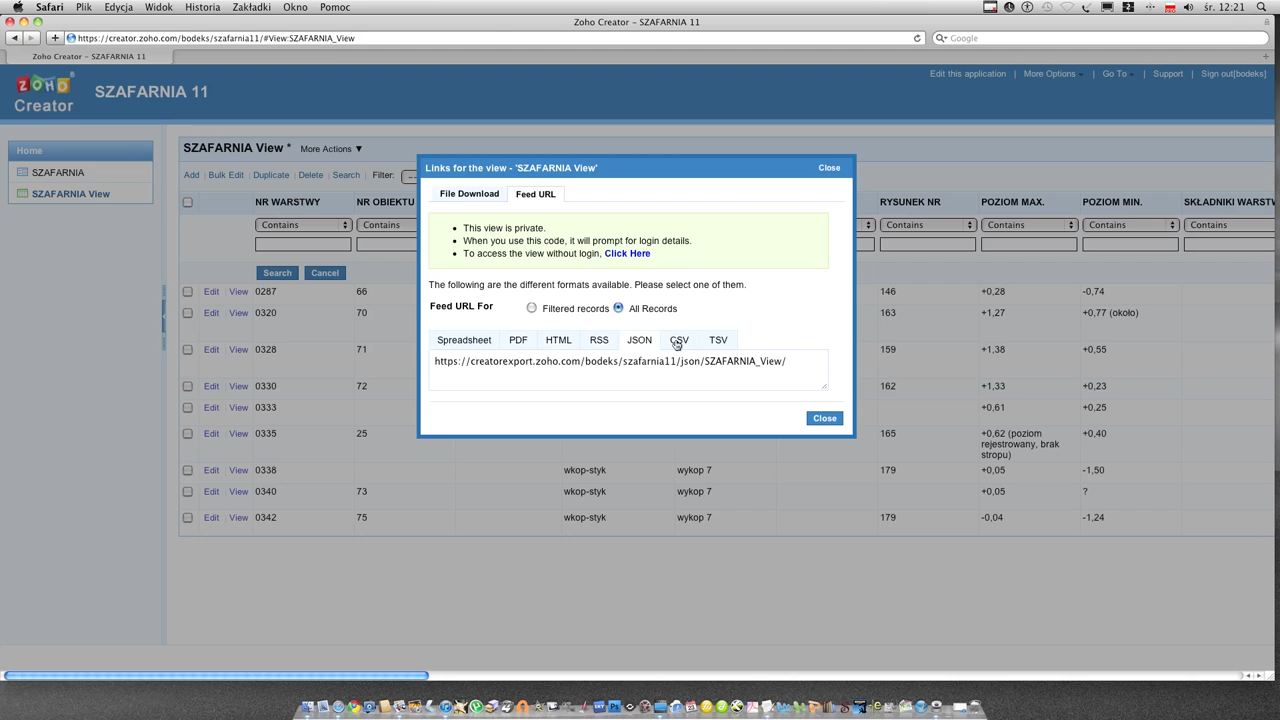 Safari Plik Edycja Widok Historia Zakładki Okno Pomoc śr. 12:21
Zoho Creator – SZAFARNIA 11
https://creator.zoho.com/bodeks/szafarnia11/#View:SZAFARNIA_View Google
Zoho Creator – SZAFARNIA 11
ZOHO Creator SZAFARNIA 11 Edit this application | More Options | Go To | Support | Sign out[bodeks]
Home
SZAFARNIA
SZAFARNIA View
SZAFARNIA View * More Actions ▼
Add | Bulk Edit | Duplicate | Delete | Search | Filter:
NR WARSTWY NR OBIEKTU RYSUNEK NR POZIOM MAX. POZIOM MIN. SKŁADNIKI WARSTW
Contains Contains Contains Contains Contains
Search Cancel
Links for the view - 'SZAFARNIA View' Close
File Download Feed URL
This view is private.
When you use this code, it will prompt for login details.
To access the view without login, Click Here
The following are the different formats available. Please select one of them.
Feed URL For Filtered records All Records
Spreadsheet PDF HTML RSS JSON CSV TSV
https://creatorexport.zoho.com/bodeks/szafarnia11/json/SZAFARNIA_View/
Close
Edit View 0287 66 146 +0,28 -0,74
Edit View 0320 70 163 +1,27 +0,77 (około)
Edit View 0328 71 159 +1,38 +0,55
Edit View 0330 72 162 +1,33 +0,23
Edit View 0333 +0,61 +0,25
Edit View 0335 25 165 +0,62 (poziom +0,40
rejestrowany, brak
stropu)
Edit View 0338 wkop-styk wykop 7 179 +0,05 -1,50
Edit View 0340 73 wkop-styk wykop 7 +0,05 ?
Edit View 0342 75 wkop-styk wykop 7 179 -0,04 -1,24